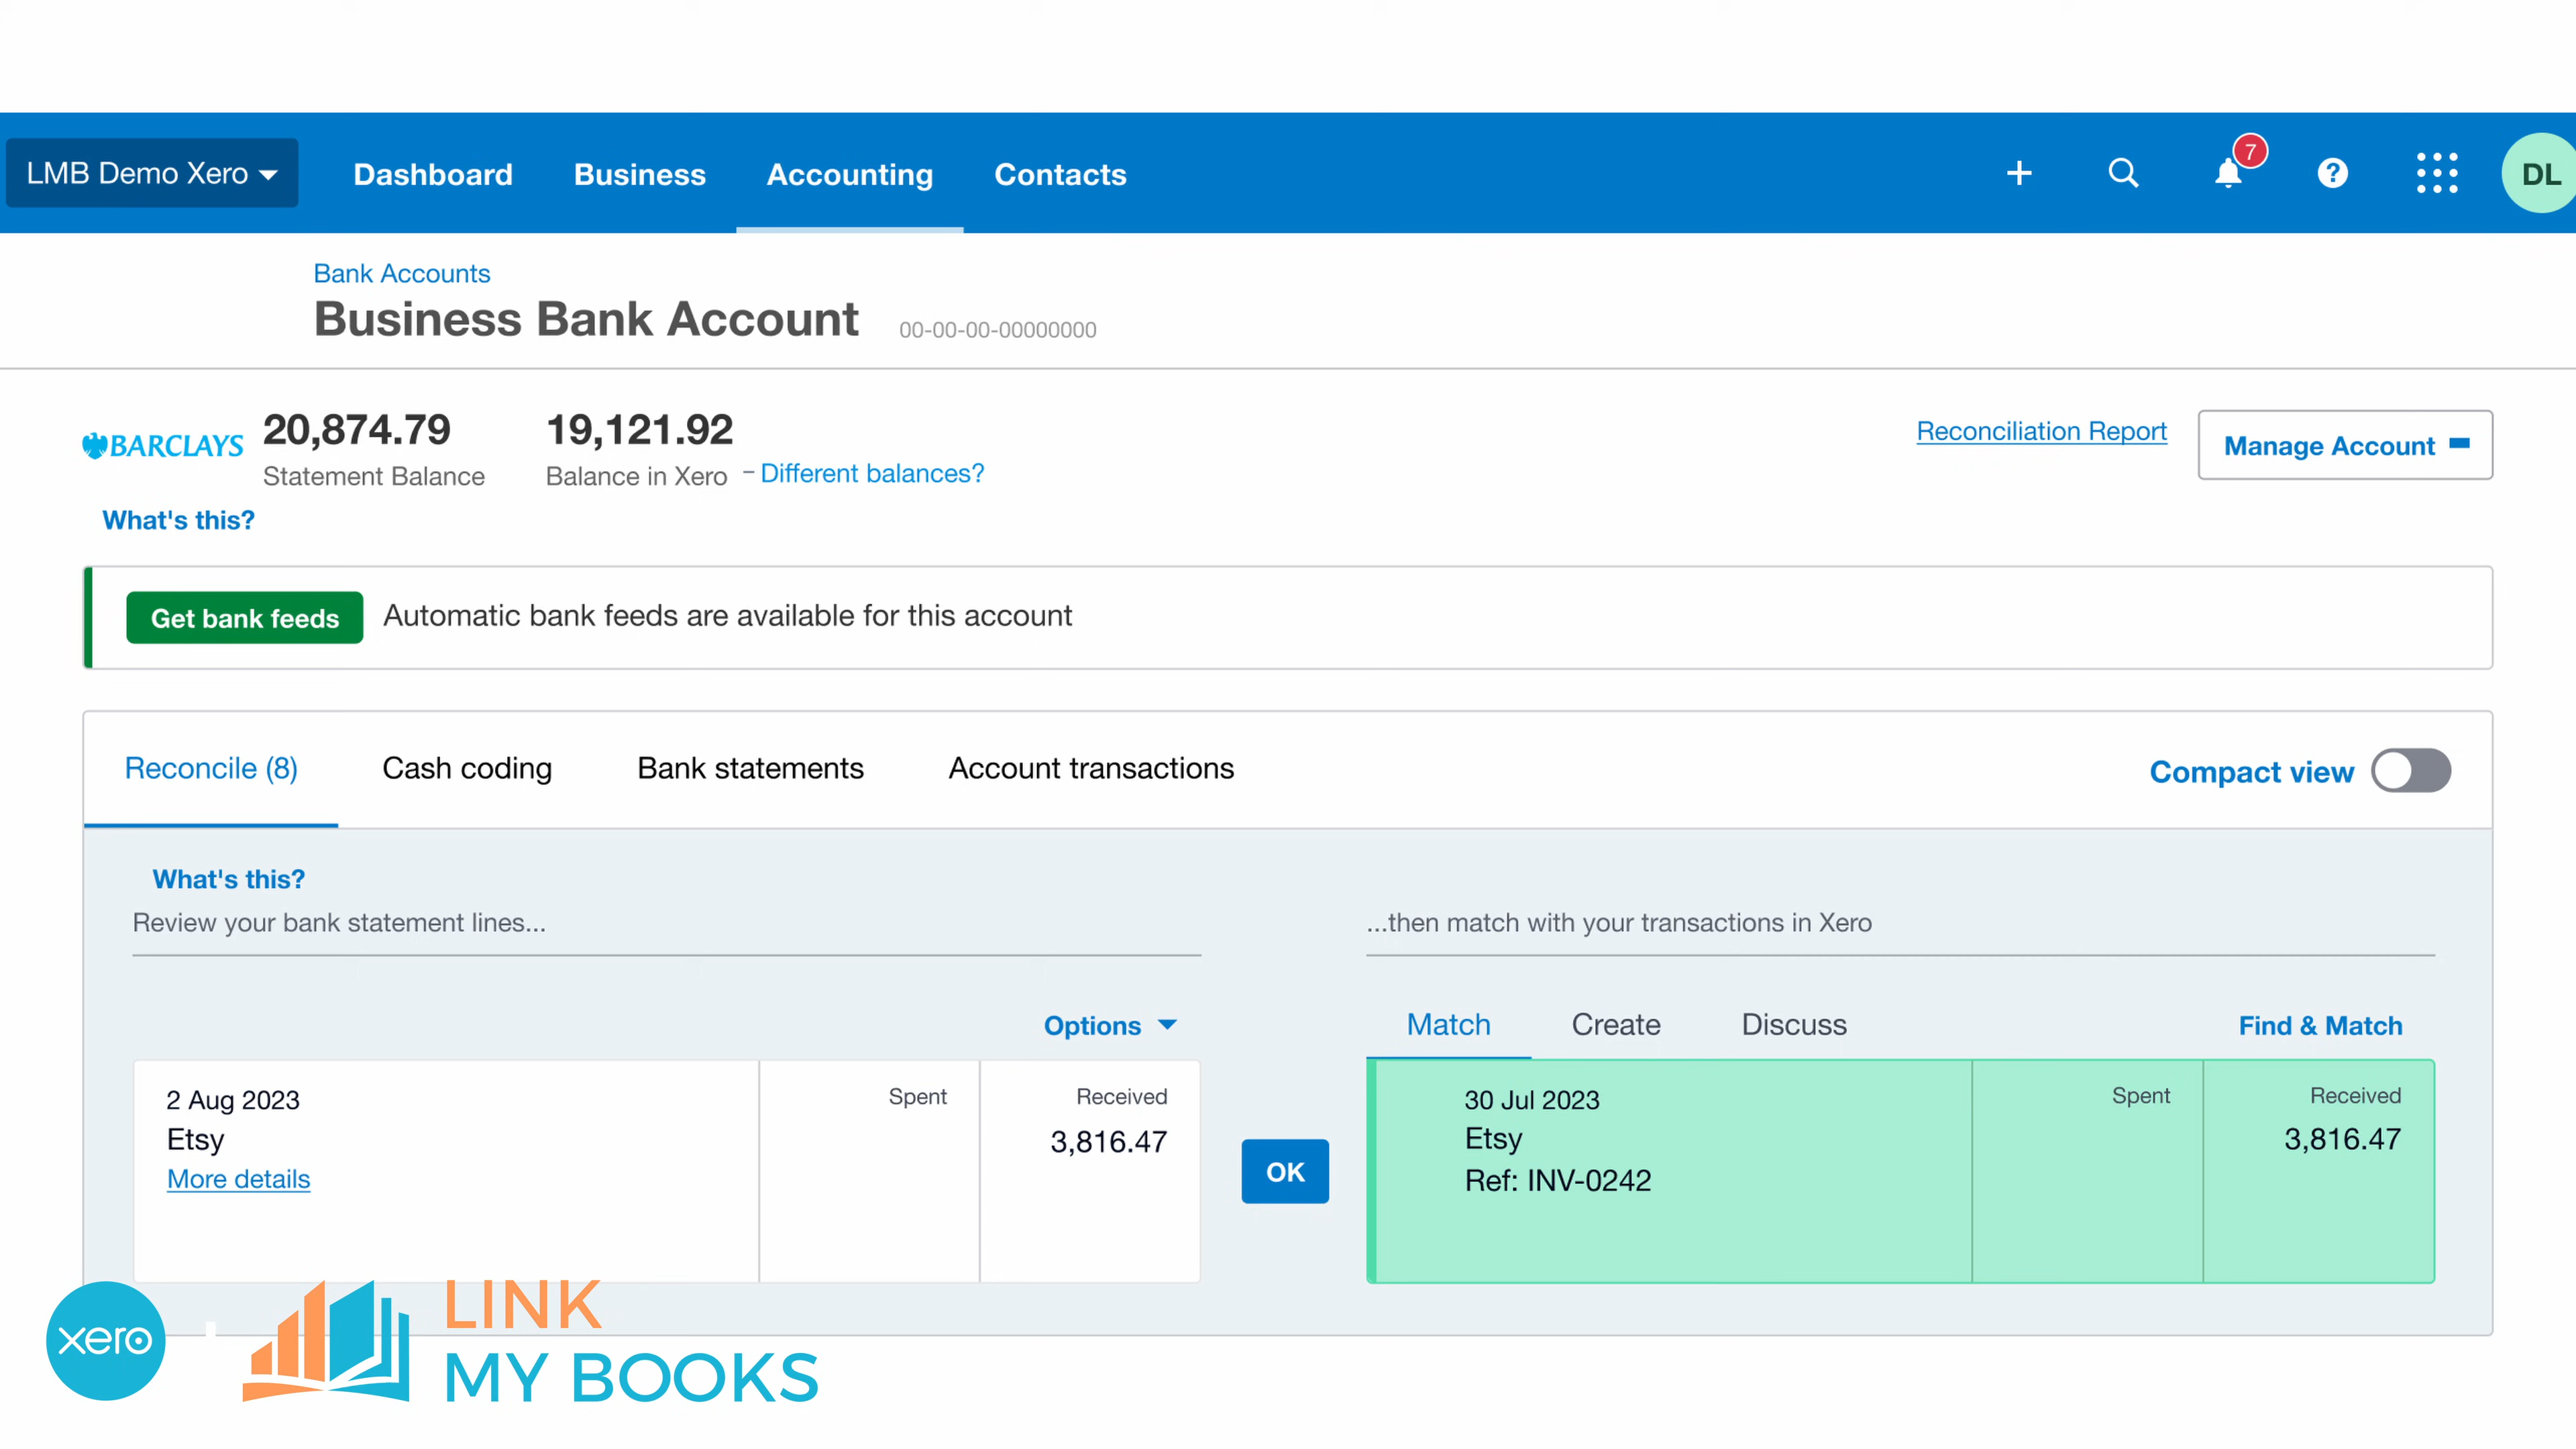 LMB Demo Xero Dashboard Business Accounting Contacts 7 ? DL
Bank Accounts
Business Bank Account 00-00-00-00000000
BARCLAYS 20,874.79 19,121.92 Reconciliation Report Manage Account
Statement Balance Balance in Xero - Different balances?
What's this?
Get bank feeds Automatic bank feeds are available for this account
Reconcile (8) Cash coding Bank statements Account transactions Compact view
What's this?
Review your bank statement lines... ...then match with your transactions in Xero
Options Match Create Discuss Find & Match
2 Aug 2023 Spent Received 30 Jul 2023 Spent Received
Etsy 3,816.47 Etsy 3,816.47
More details OK Ref: INV-0242
xero LINK
MY BOOKS